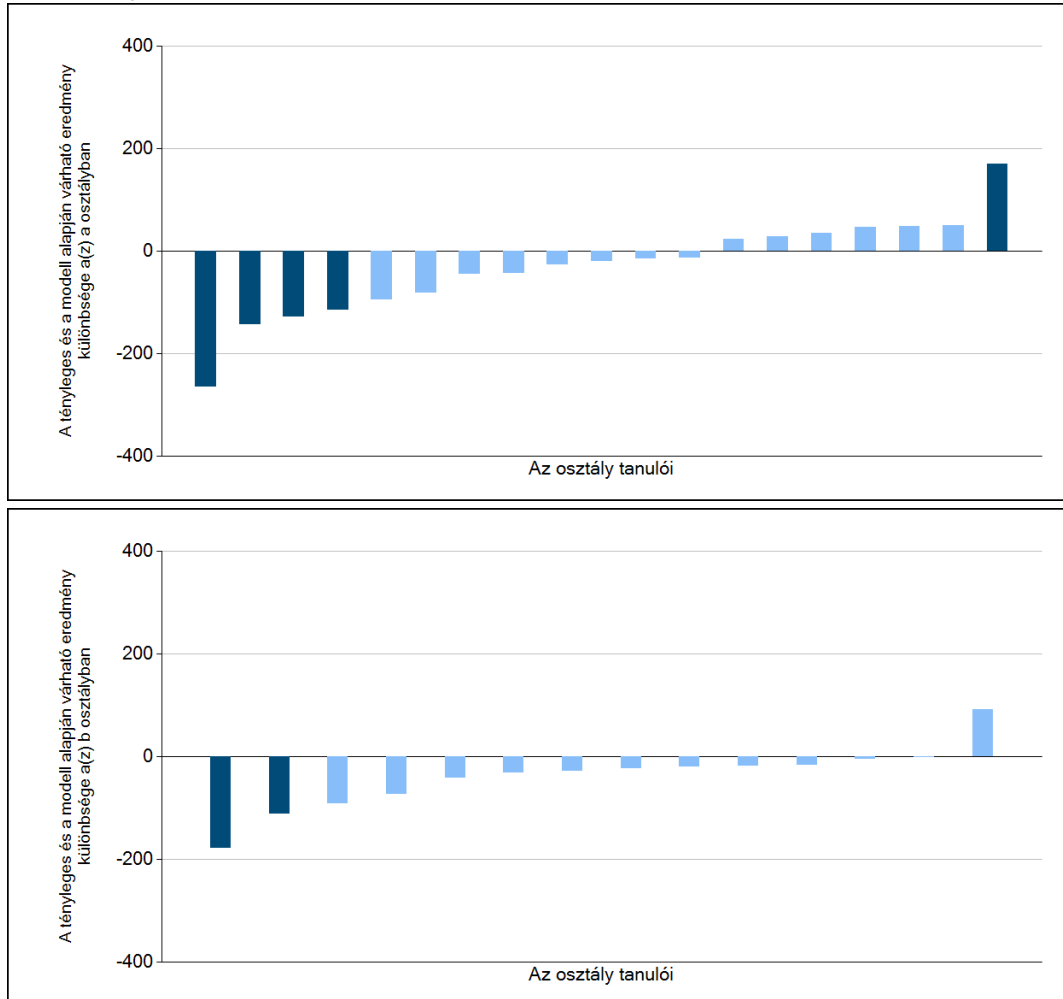 A tényleges és a modell alapján várható eredmény
különbsége a(z) a osztályban
400
200
0
-200
-400
Az osztály tanulói
A tényleges és a modell alapján várható eredmény
különbsége a(z) b osztályban
400
200
0
-200
-400
Az osztály tanulói